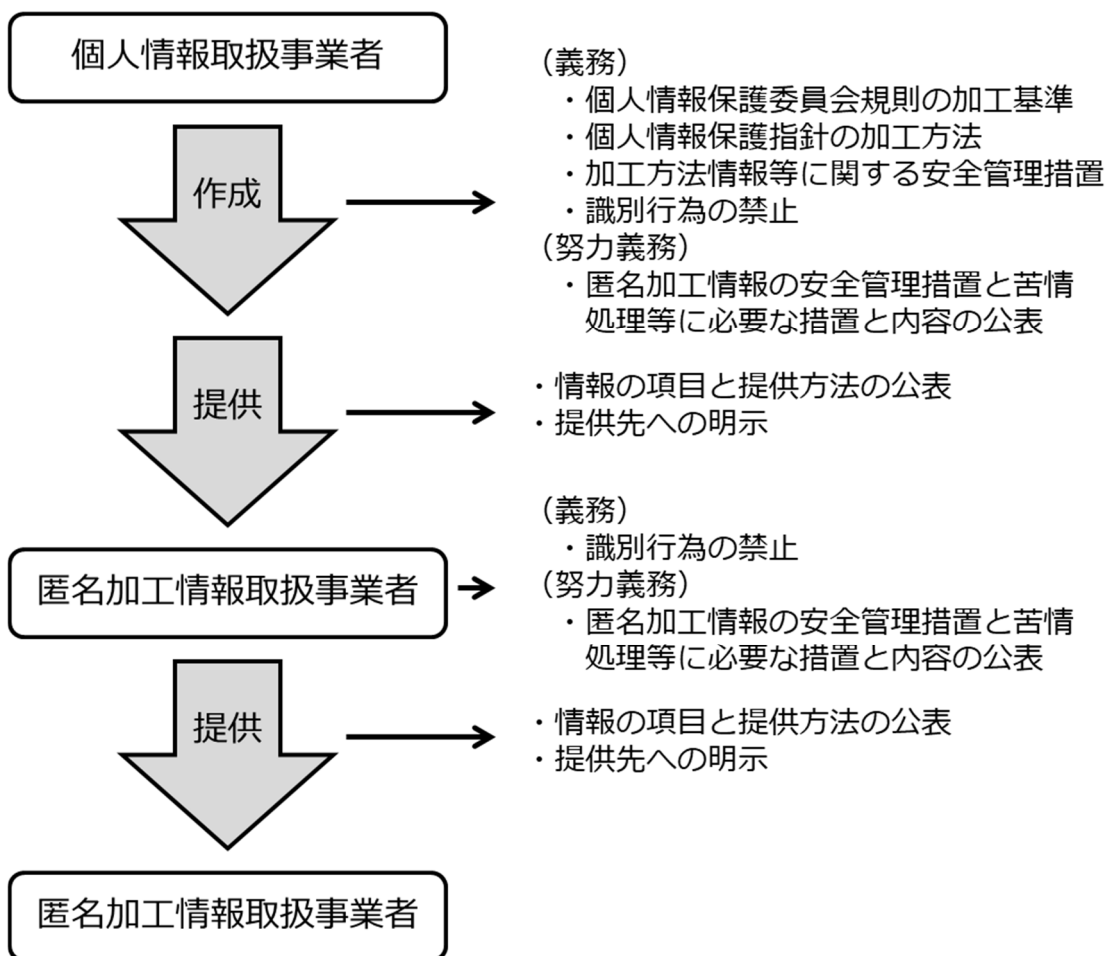 個人情報取扱事業者
作成
（義務）
・個人情報保護委員会規則の加工基準
・個人情報保護指針の加工方法
・加工方法情報等に関する安全管理措置
・識別行為の禁止
（努力義務）
・匿名加工情報の安全管理措置と苦情
処理等に必要な措置と内容の公表
提供
・情報の項目と提供方法の公表
・提供先への明示
匿名加工情報取扱事業者
（義務）
・識別行為の禁止
（努力義務）
・匿名加工情報の安全管理措置と苦情
処理等に必要な措置と内容の公表
提供
・情報の項目と提供方法の公表
・提供先への明示
匿名加工情報取扱事業者